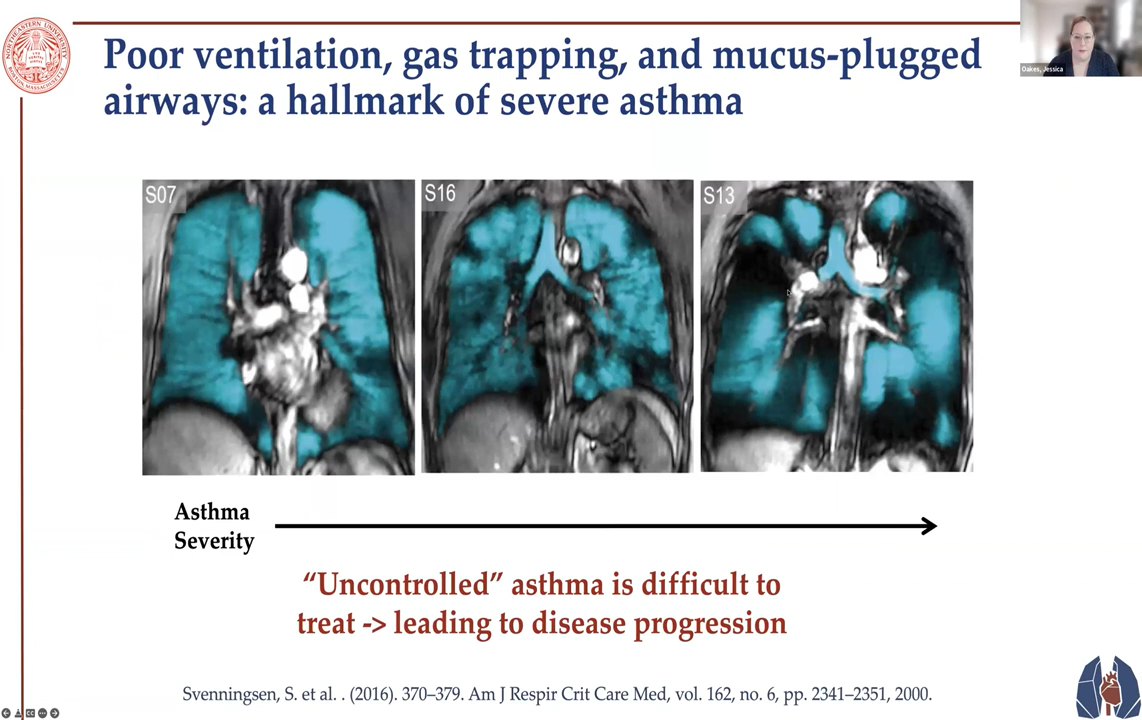 Poor ventilation, gas trapping, and mucus-plugged
airways: a hallmark of severe asthma
Oakes, Jessica
S07
S16
S13
Asthma
Severity
“Uncontrolled” asthma is difficult to
treat -> leading to disease progression
Svenningsen, S. et al. . (2016). 370–379. Am J Respir Crit Care Med, vol. 162, no. 6, pp. 2341–2351, 2000.
NORTHEASTERN UNIVERSITY